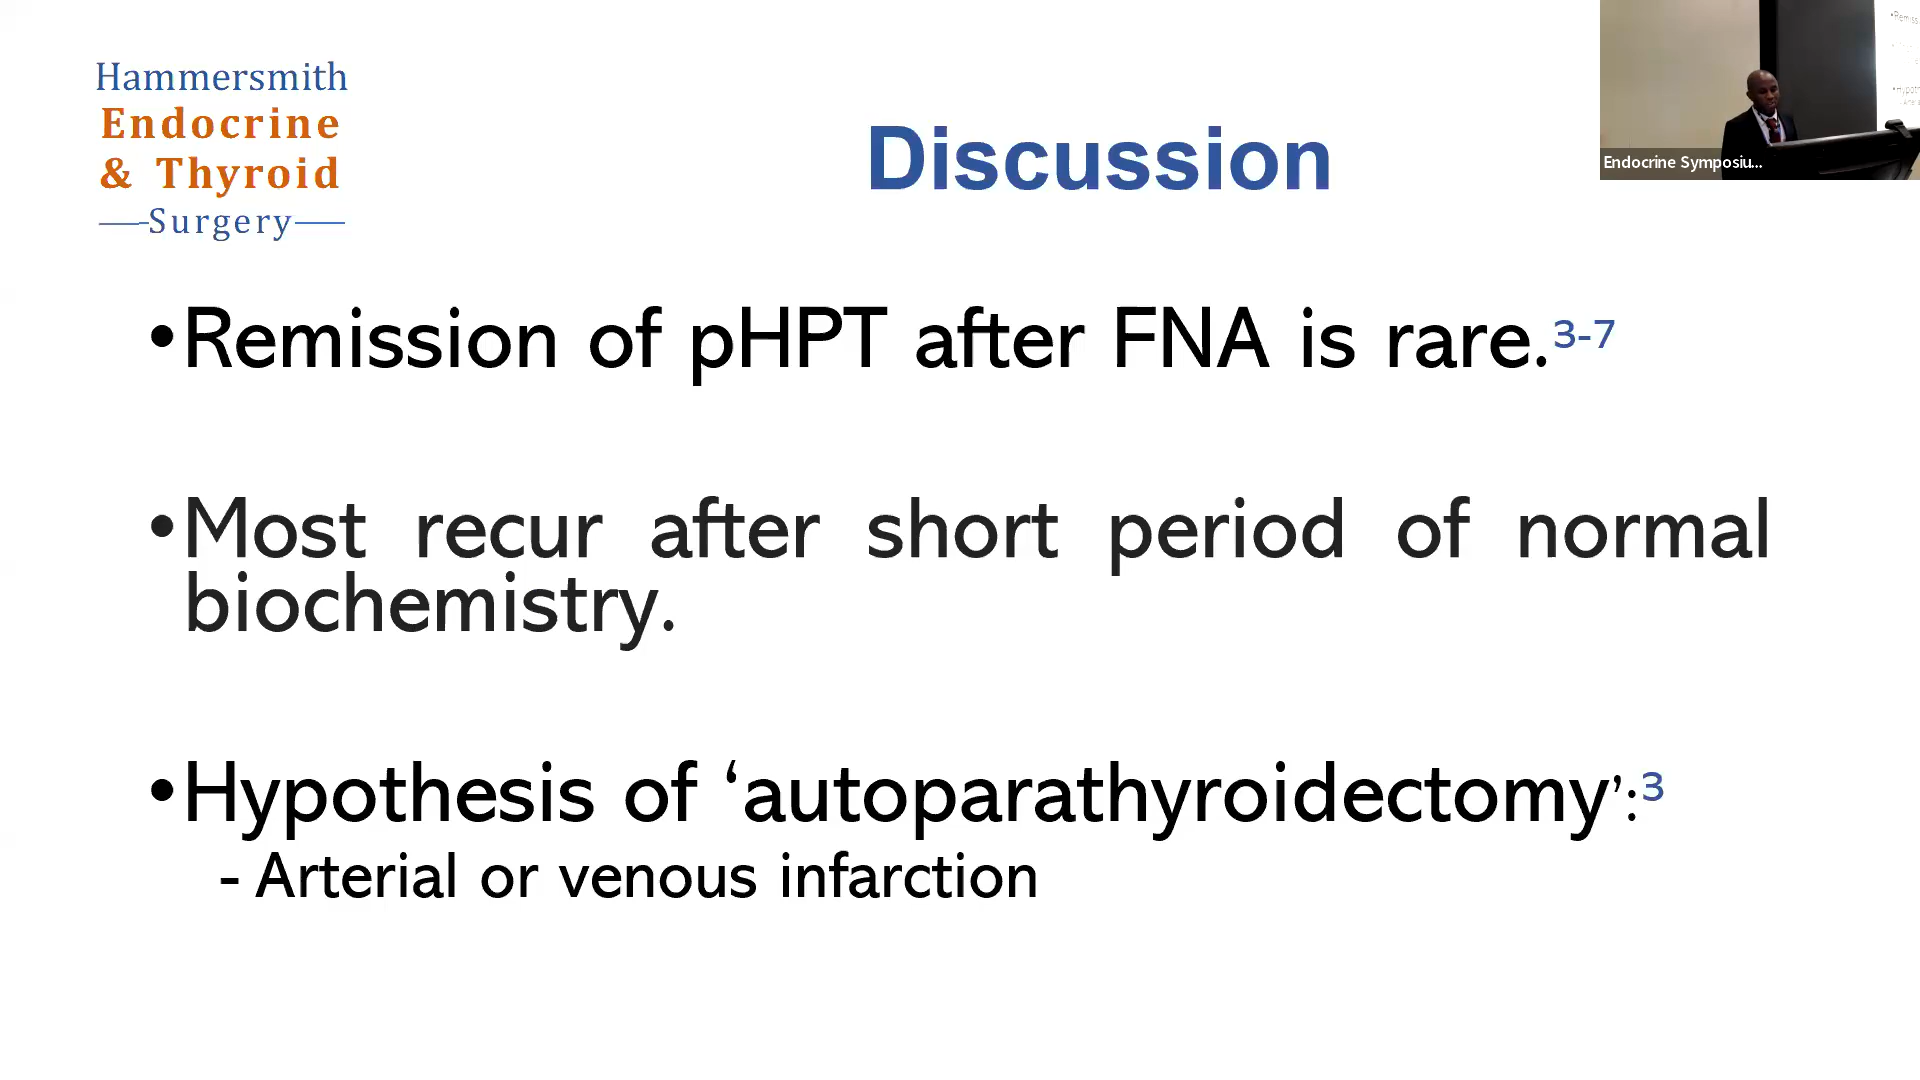 Hammersmith
Endocrine
& Thyroid
Surgery
Discussion
Endocrine Symposiu...
•Remission of pHPT after FNA is rare.3-7
•Most recur after short period of normal
biochemistry.
•Hypothesis of ‘autoparathyroidectomy’:3
- Arterial or venous infarction